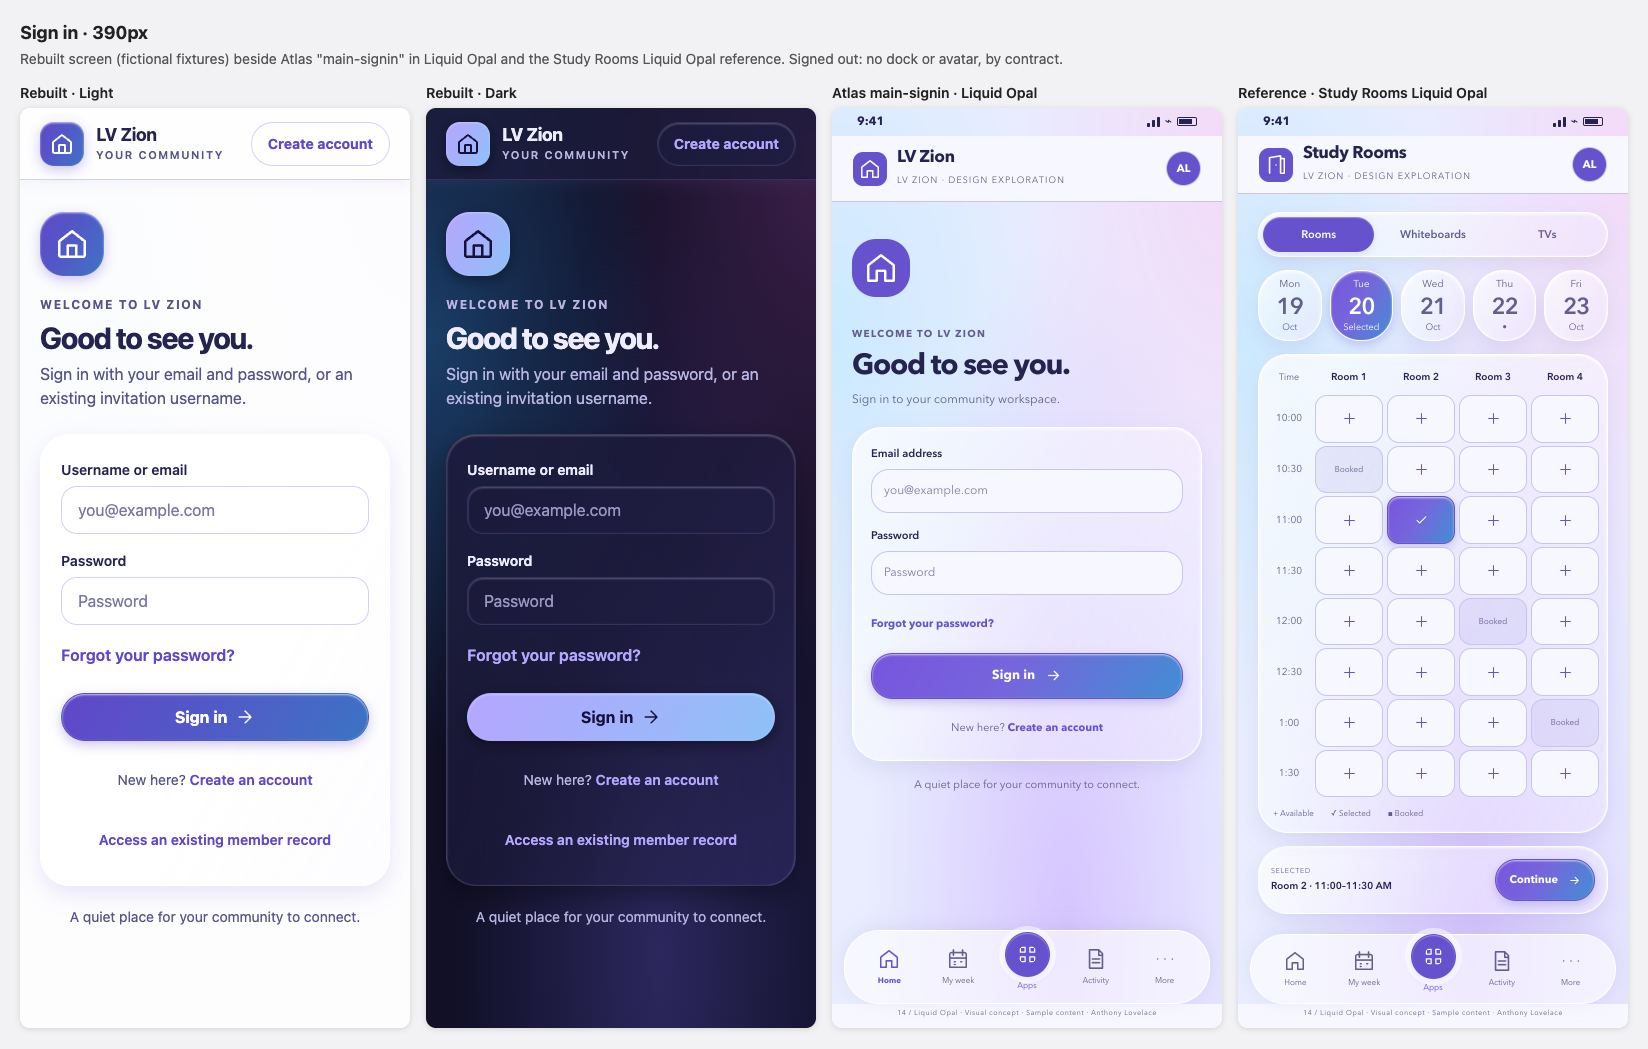 Sign in · 390px
Rebuilt screen (fictional fixtures) beside Atlas "main-signin" in Liquid Opal and the Study Rooms Liquid Opal reference. Signed out: no dock or avatar, by contract.
Rebuilt · Light
LV Zion
YOUR COMMUNITY
Create account
WELCOME TO LV ZION
Good to see you.
Sign in with your email and password, or an
existing invitation username.
Username or email
you@example.com
Password
Password
Forgot your password?
Sign in →
New here? Create an account
Access an existing member record
A quiet place for your community to connect.
Rebuilt · Dark
LV Zion
YOUR COMMUNITY
Create account
WELCOME TO LV ZION
Good to see you.
Sign in with your email and password, or an
existing invitation username.
Username or email
you@example.com
Password
Password
Forgot your password?
Sign in →
New here? Create an account
Access an existing member record
A quiet place for your community to connect.
Atlas main-signin · Liquid Opal
9:41
LV Zion
LV ZION · DESIGN EXPLORATION
AL
WELCOME TO LV ZION
Good to see you.
Sign in to your community workspace.
Email address
you@example.com
Password
Password
Forgot your password?
Sign in →
New here? Create an account
A quiet place for your community to connect.
Home My week Apps Activity More
14 / Liquid Opal · Visual concept · Sample content · Anthony Lovelace
Reference · Study Rooms Liquid Opal
9:41
Study Rooms
LV ZION · DESIGN EXPLORATION
AL
Rooms Whiteboards TVs
Mon Tue Wed Thu Fri
19 20 21 22 23
Oct Selected Oct • Oct
Time Room 1 Room 2 Room 3 Room 4
10:00 + + + +
10:30 Booked + + +
11:00 + ✓ + +
11:30 + + + +
12:00 + + Booked +
12:30 + + + +
1:00 + + + Booked
1:30 + + + +
+ Available ✓ Selected ■ Booked
SELECTED
Room 2 · 11:00–11:30 AM
Continue →
Home My week Apps Activity More
14 / Liquid Opal · Visual concept · Sample content · Anthony Lovelace